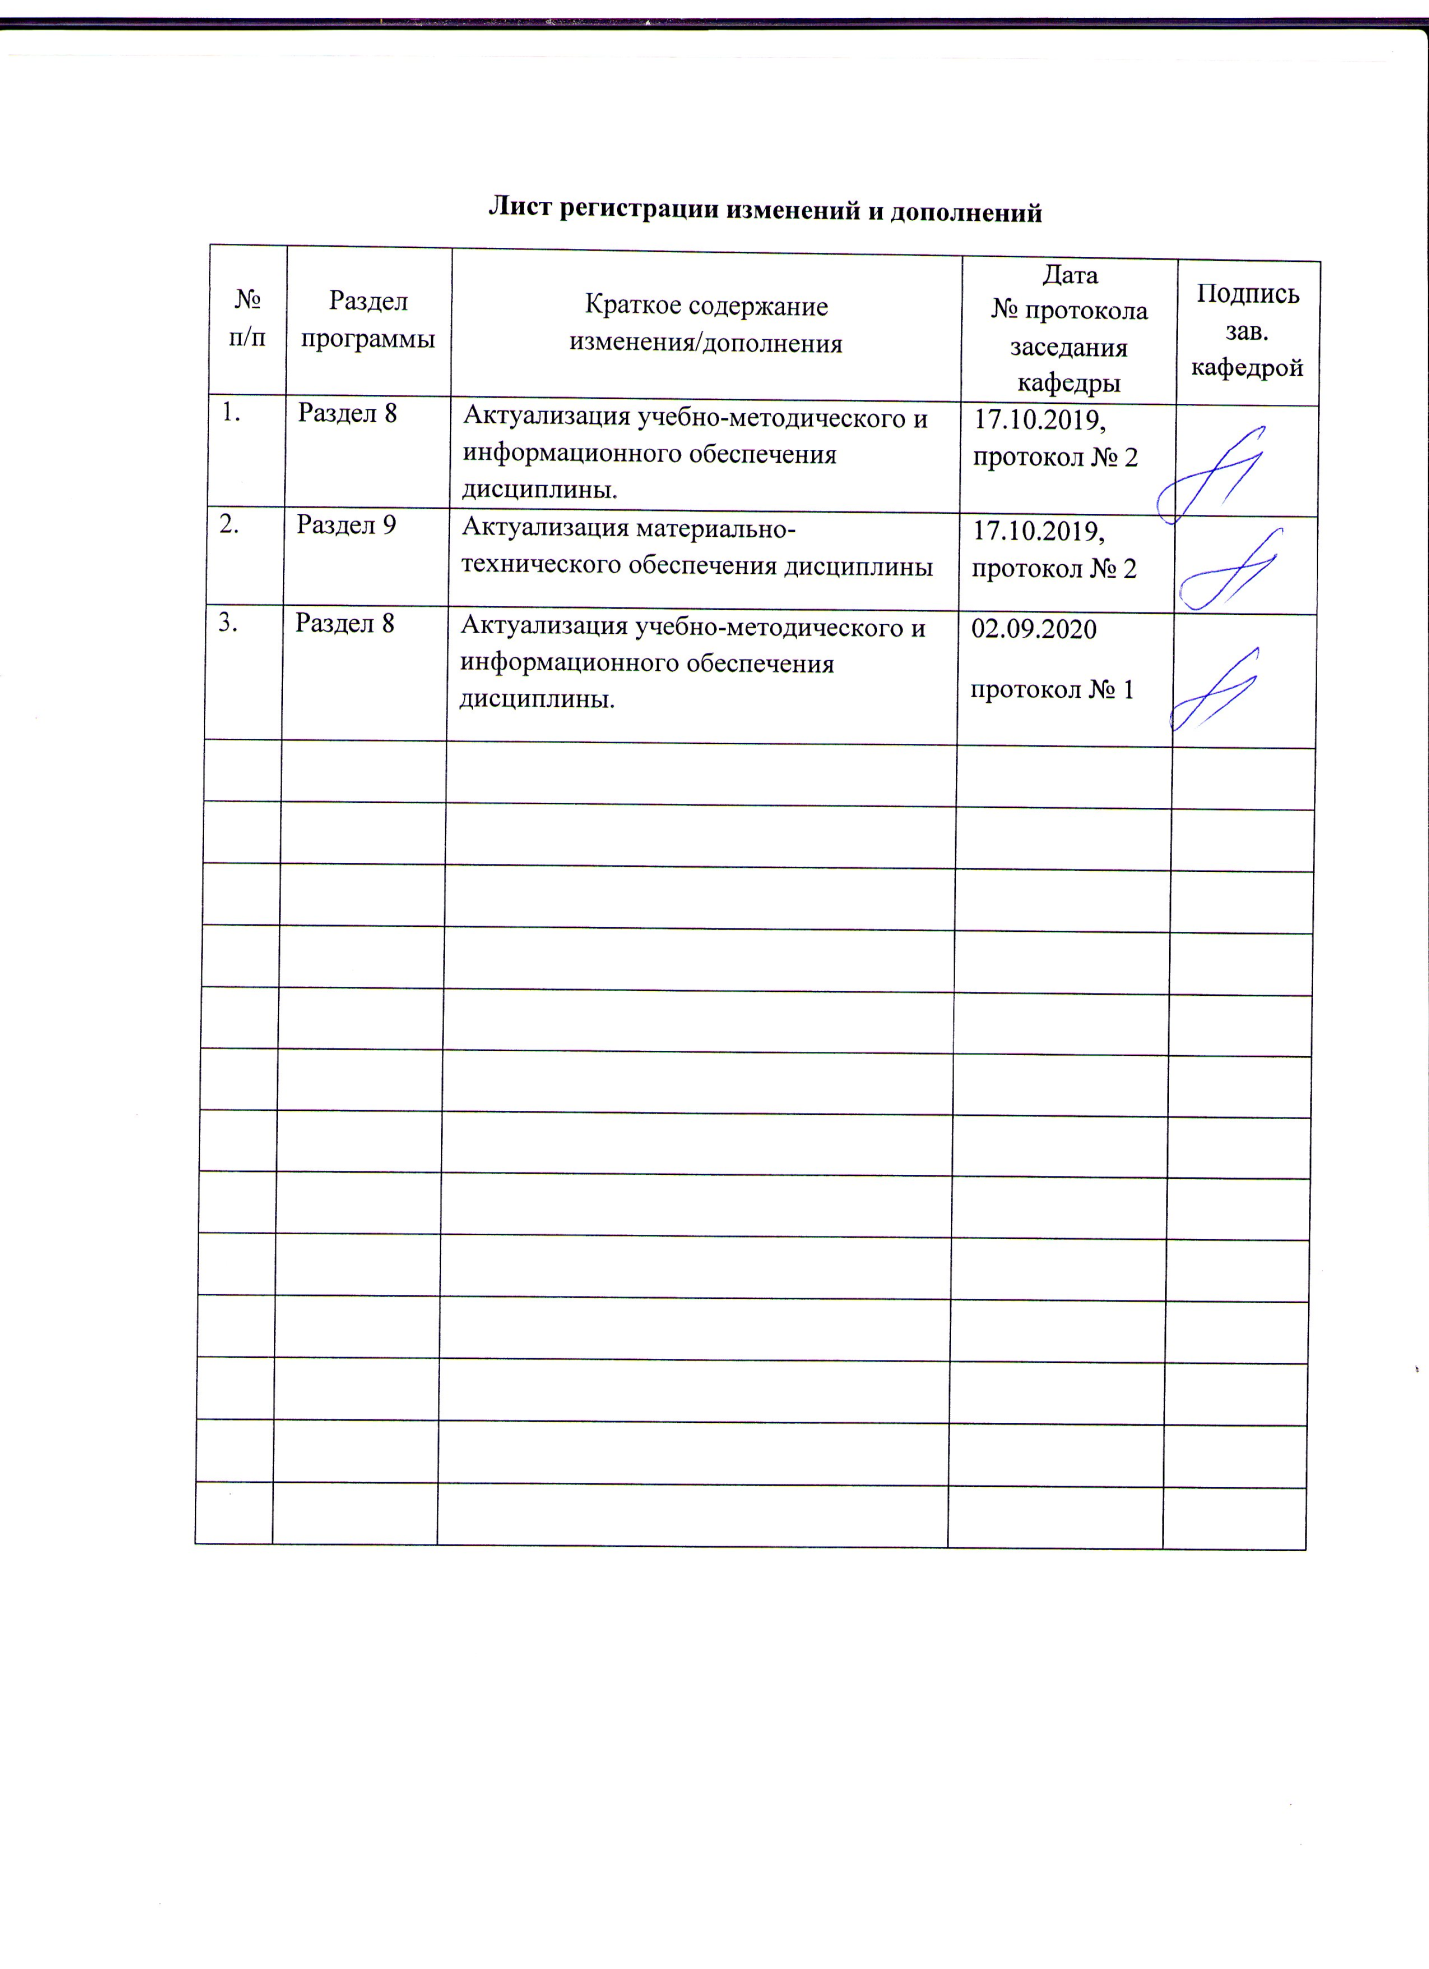 Лист регистрации изменений и дополнений
№
п/п
Раздел
программы
Краткое содержание
изменения/дополнения
Дата
№ протокола
заседания
кафедры
Подпись
зав.
кафедрой
1.
Раздел 8
Актуализация учебно-методического и
информационного обеспечения
дисциплины.
17.10.2019,
протокол № 2
2.
Раздел 9
Актуализация материально-
технического обеспечения дисциплины
17.10.2019,
протокол № 2
3.
Раздел 8
Актуализация учебно-методического и
информационного обеспечения
дисциплины.
02.09.2020
протокол № 1